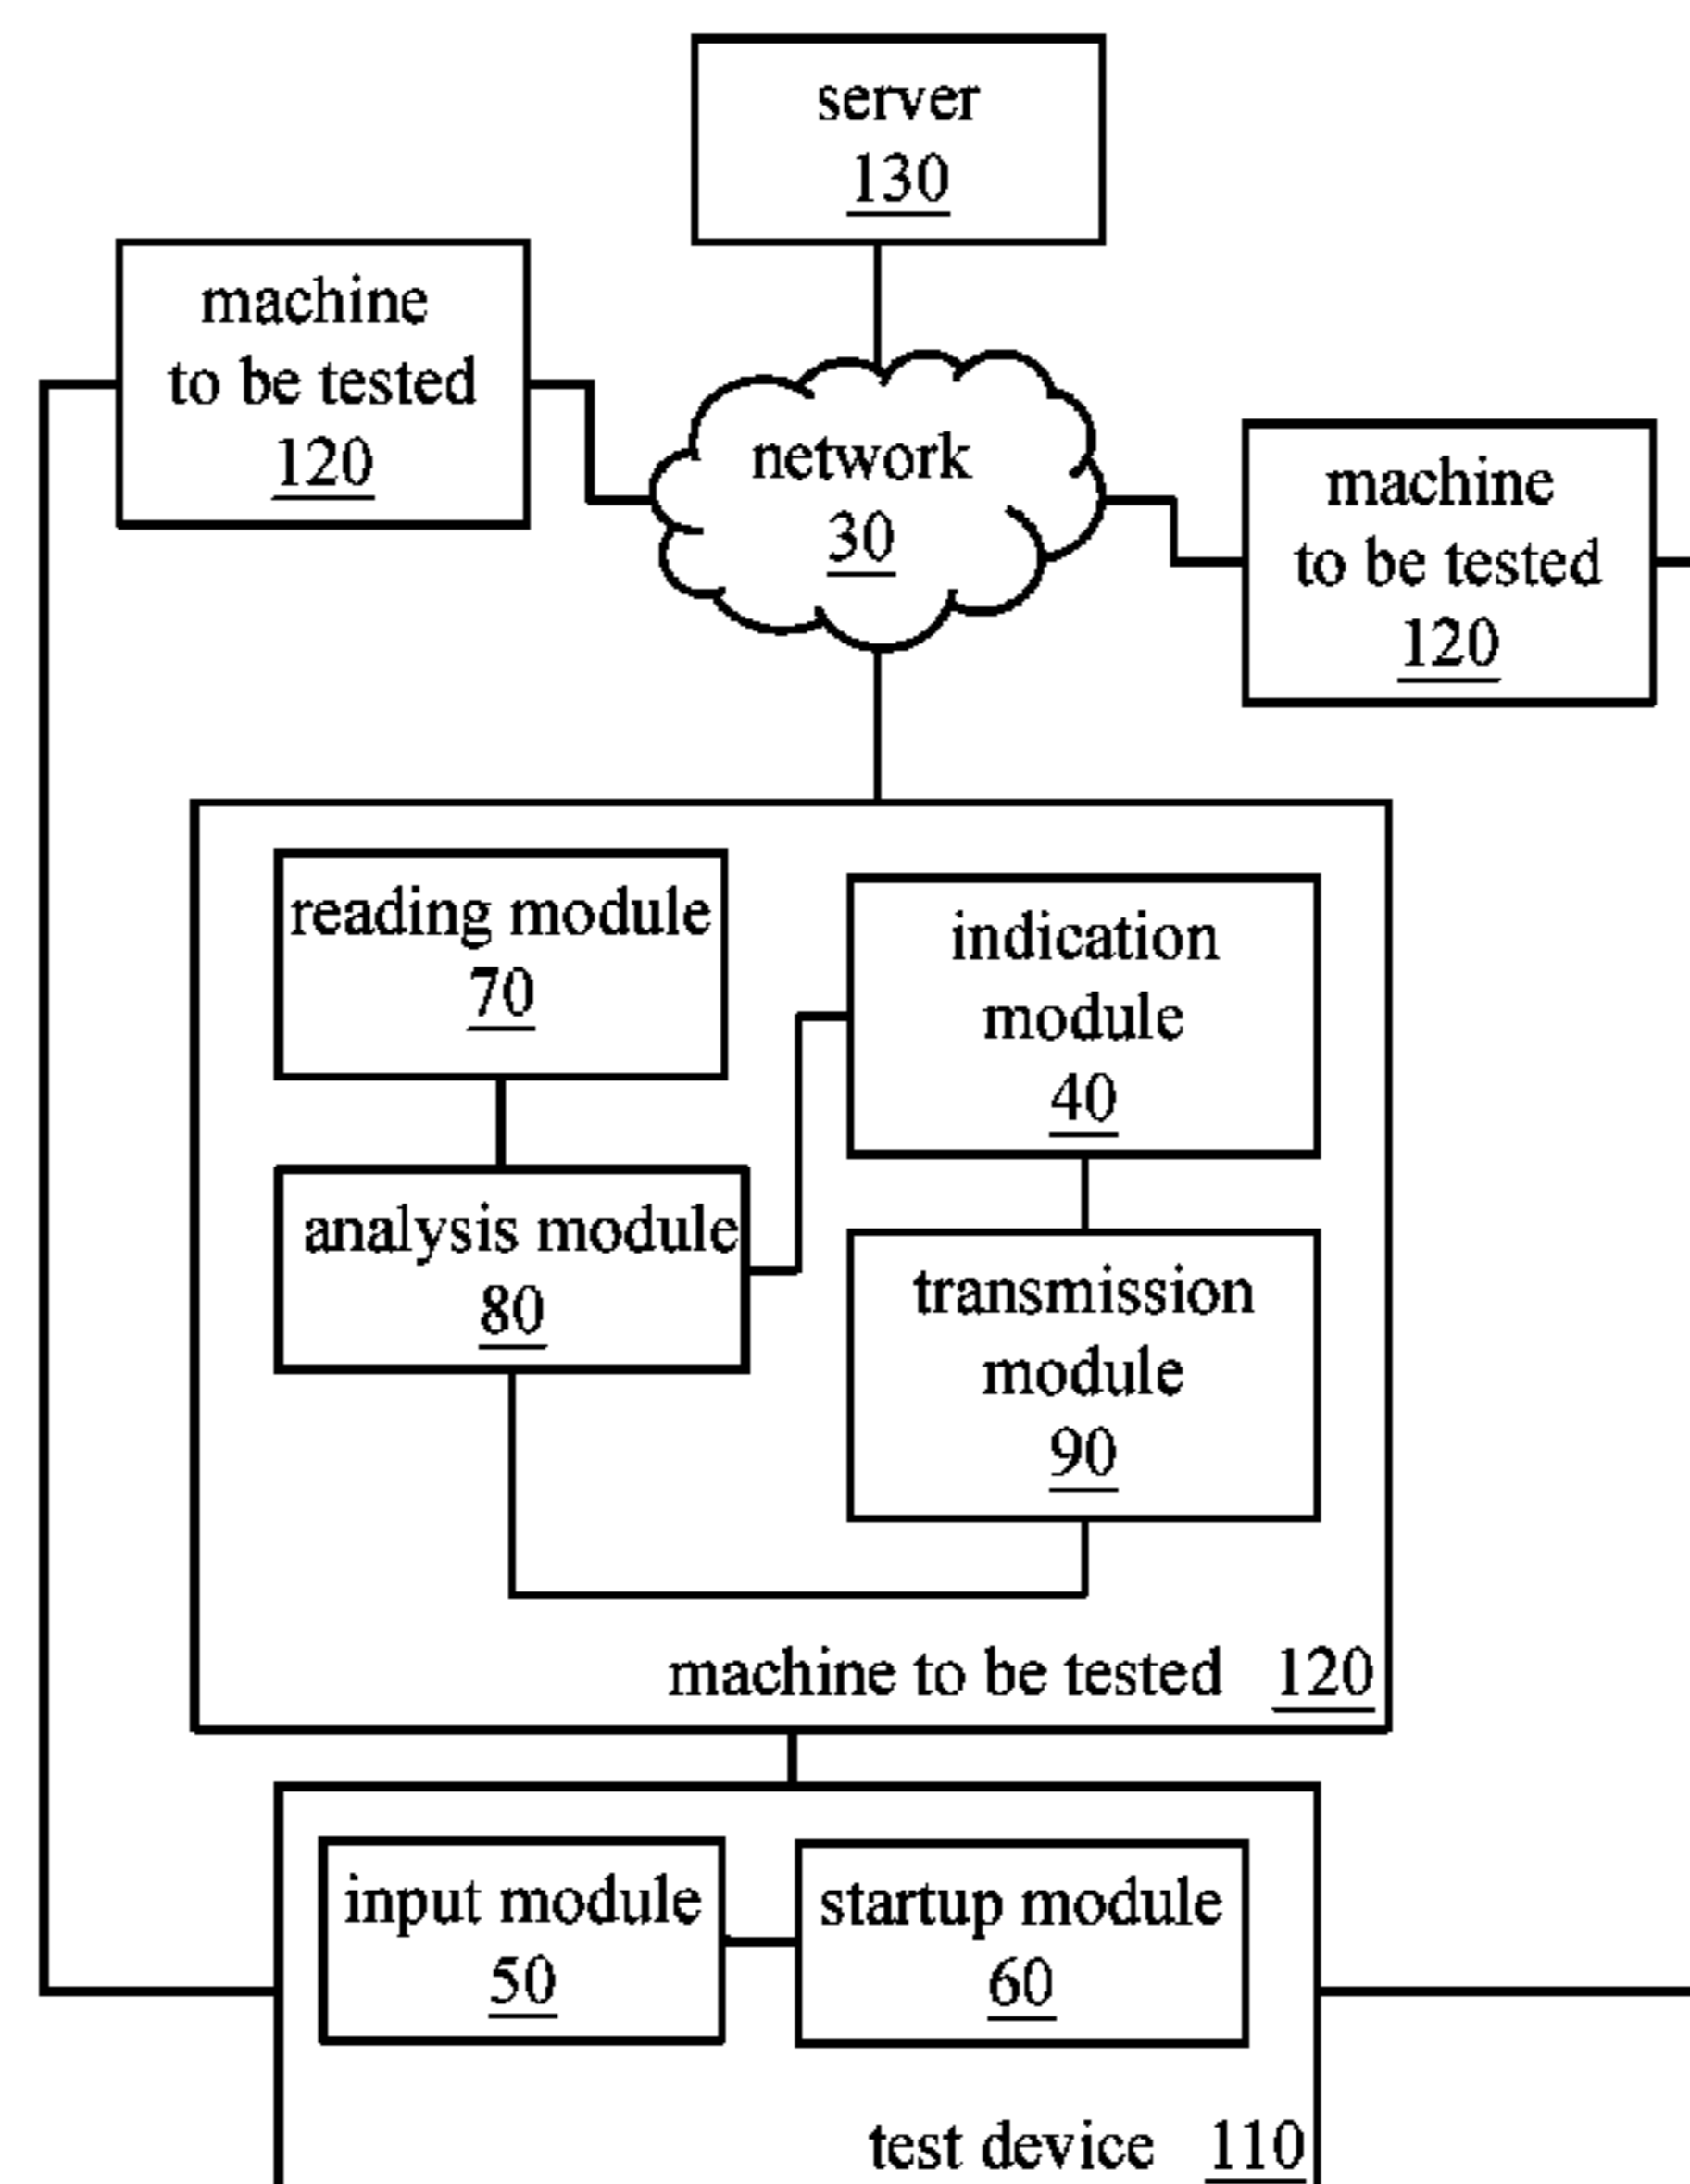 server
130
machine
to be tested
120
network
30
machine
to be tested
120
reading module
70
indication
module
40
analysis module
80
transmission
module
90
machine to be tested 120
input module
50
startup module
60
test device 110